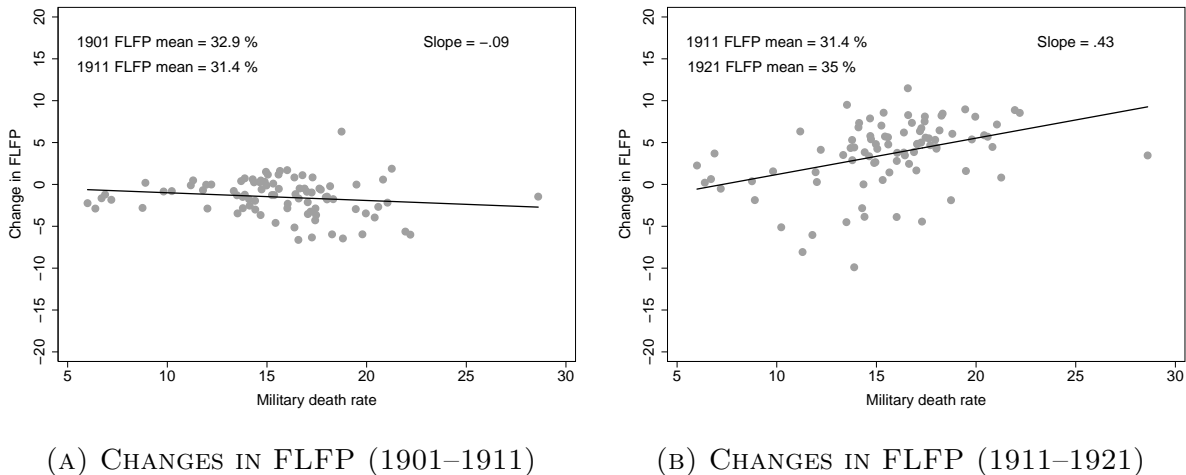 1901 FLFP mean = 32.9 %
Slope = −.09
1911 FLFP mean = 31.4 %
Change in FLFP
20
10
5
0
−5
−10
−15
−20
5
10
15
20
25
30
Military death rate
(A) Changes in FLFP (1901–1911)
1911 FLFP mean = 31.4 %
Slope = .43
1921 FLFP mean = 35 %
Change in FLFP
20
10
5
0
−5
−10
−15
−20
5
10
15
20
25
30
Military death rate
(B) Changes in FLFP (1911–1921)